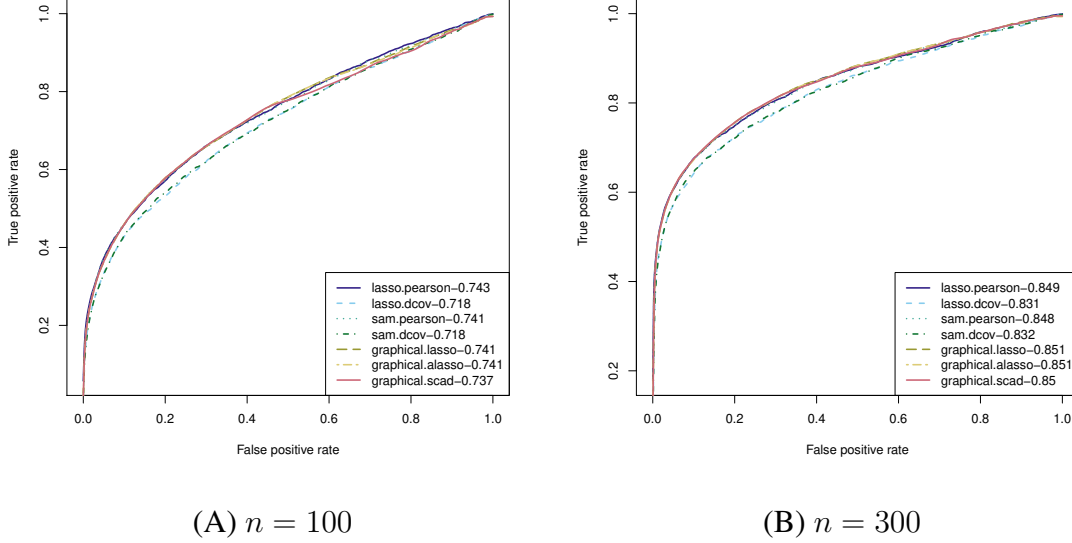 1.0
0.8
0.6
0.4
0.2
True positive rate
lasso.pearson−0.743
lasso.dcov−0.718
sam.pearson−0.741
sam.dcov−0.718
graphical.lasso−0.741
graphical.alasso−0.741
graphical.scad−0.737
0.0 0.2 0.4 0.6 0.8 1.0
False positive rate
(A) n = 100
1.0
0.8
0.6
0.4
0.2
True positive rate
lasso.pearson−0.849
lasso.dcov−0.831
sam.pearson−0.848
sam.dcov−0.832
graphical.lasso−0.851
graphical.alasso−0.851
graphical.scad−0.85
0.0 0.2 0.4 0.6 0.8 1.0
False positive rate
(B) n = 300